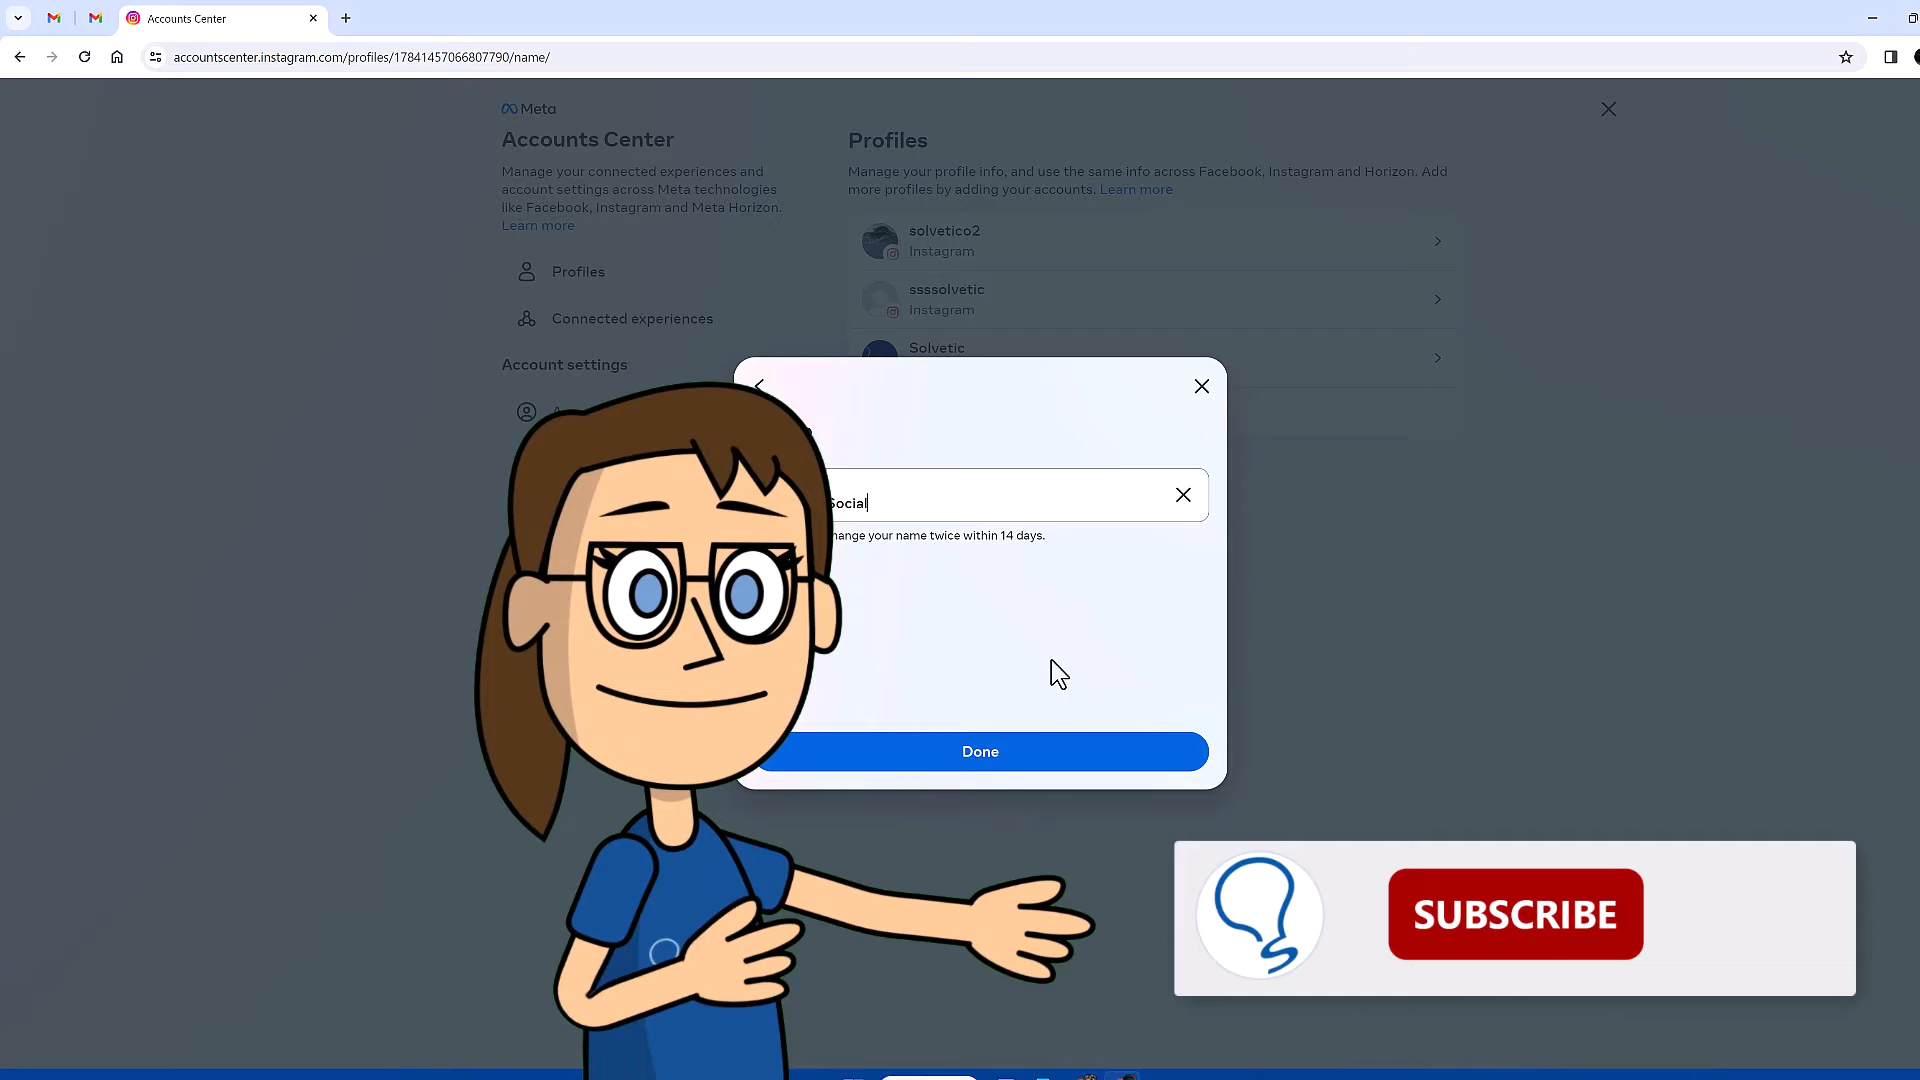 Accounts Center
accountscenter.instagram.com/profiles/17841457066807790/name/
Meta
Accounts Center
Manage your connected experiences and
account settings across Meta technologies
like Facebook, Instagram and Meta Horizon.
Learn more
Profiles
Connected experiences
Account settings
Profiles
Manage your profile info, and use the same info across Facebook, Instagram and Horizon. Add
more profiles by adding your accounts. Learn more
solvetico2
Instagram
ssssolvetic
Instagram
Solvetic
Social
change your name twice within 14 days.
Done
SUBSCRIBE